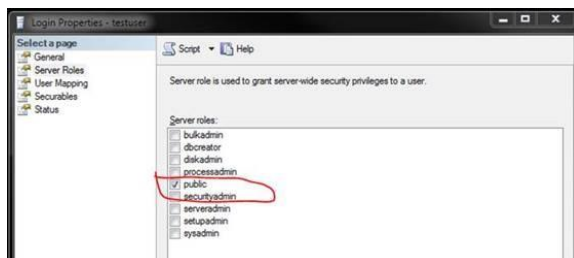 Login Properties - testuser
Select a page
General
Server Roles
User Mapping
Securables
Status
Script Help
Server role is used to grant server-wide security privileges to a user.
Server roles:
bulkadmin
dbcreator
diskadmin
processadmin
public
securityadmin
serveradmin
setupadmin
sysadmin